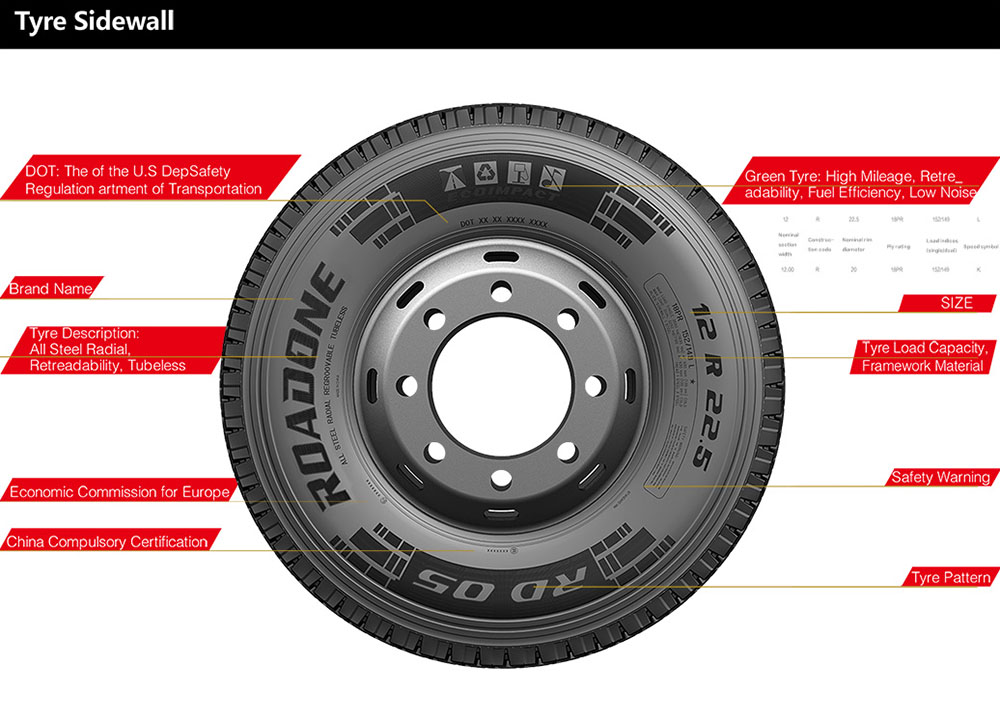 Tyre Sidewall
DOT: The of the U.S DepSafety
Regulation artment of Transportation
Green Tyre: High Mileage, Retre_
adability, Fuel Efficiency, Low Noise
12 R 22.5 18PR 152/149 L
Nominal section width
Construc-tion code
Nominal rim diameter
Ply rating
Load indices
Speed symbol
12.00 R 20 18PR 152/149 K
Brand Name
SIZE
Tyre Description:
All Steel Radial,
Retreadability, Tubeless
Tyre Load Capacity,
Framework Material
Economic Commission for Europe
Safety Warning
China Compulsory Certification
Tyre Pattern
ECOIMPACT
DOT XX XX XXXX XXXX
ROADONE
ALL STEEL RADIAL REGROOVABLE TUBELESS
18PR 152/149 L
12 R 22.5
RD 05